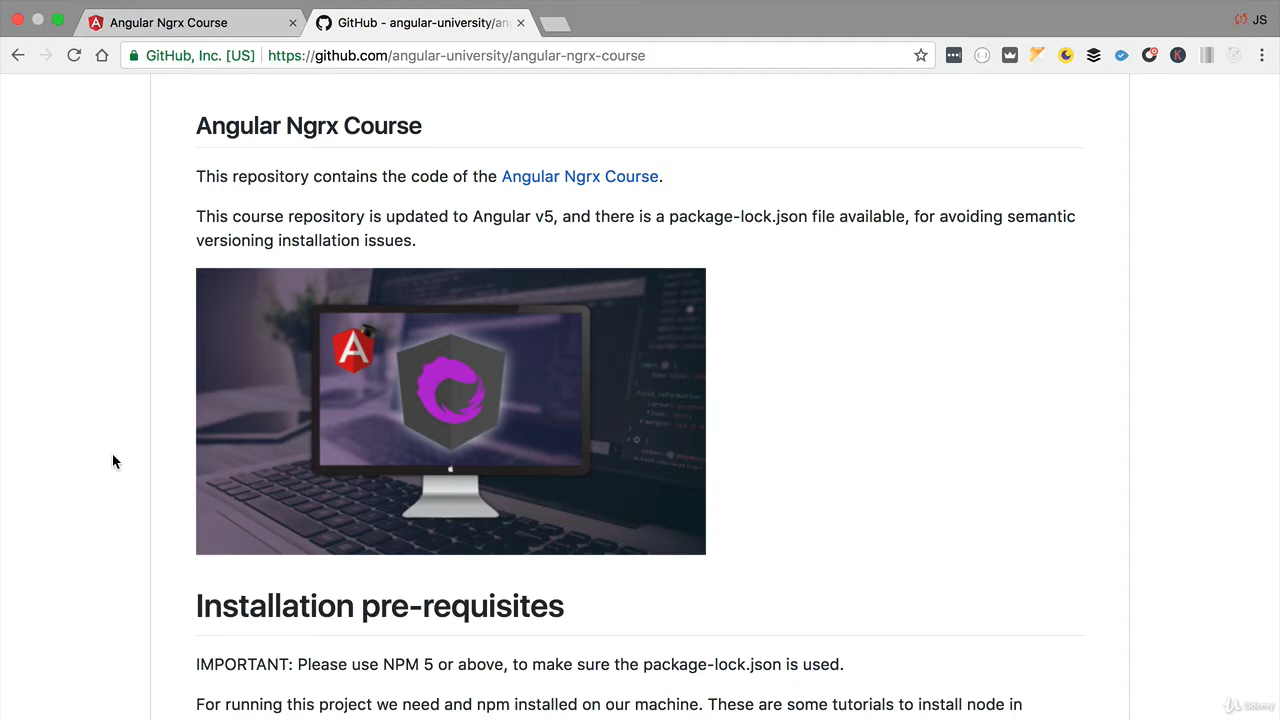 Angular Ngrx Course
GitHub - angular-university/an
JS
GitHub, Inc. [US]
https://github.com/angular-university/angular-ngrx-course
Angular Ngrx Course
This repository contains the code of the Angular Ngrx Course.
This course repository is updated to Angular v5, and there is a package-lock.json file available, for avoiding semantic
versioning installation issues.
Installation pre-requisites
IMPORTANT: Please use NPM 5 or above, to make sure the package-lock.json is used.
For running this project we need and npm installed on our machine. These are some tutorials to install node in
Udemy